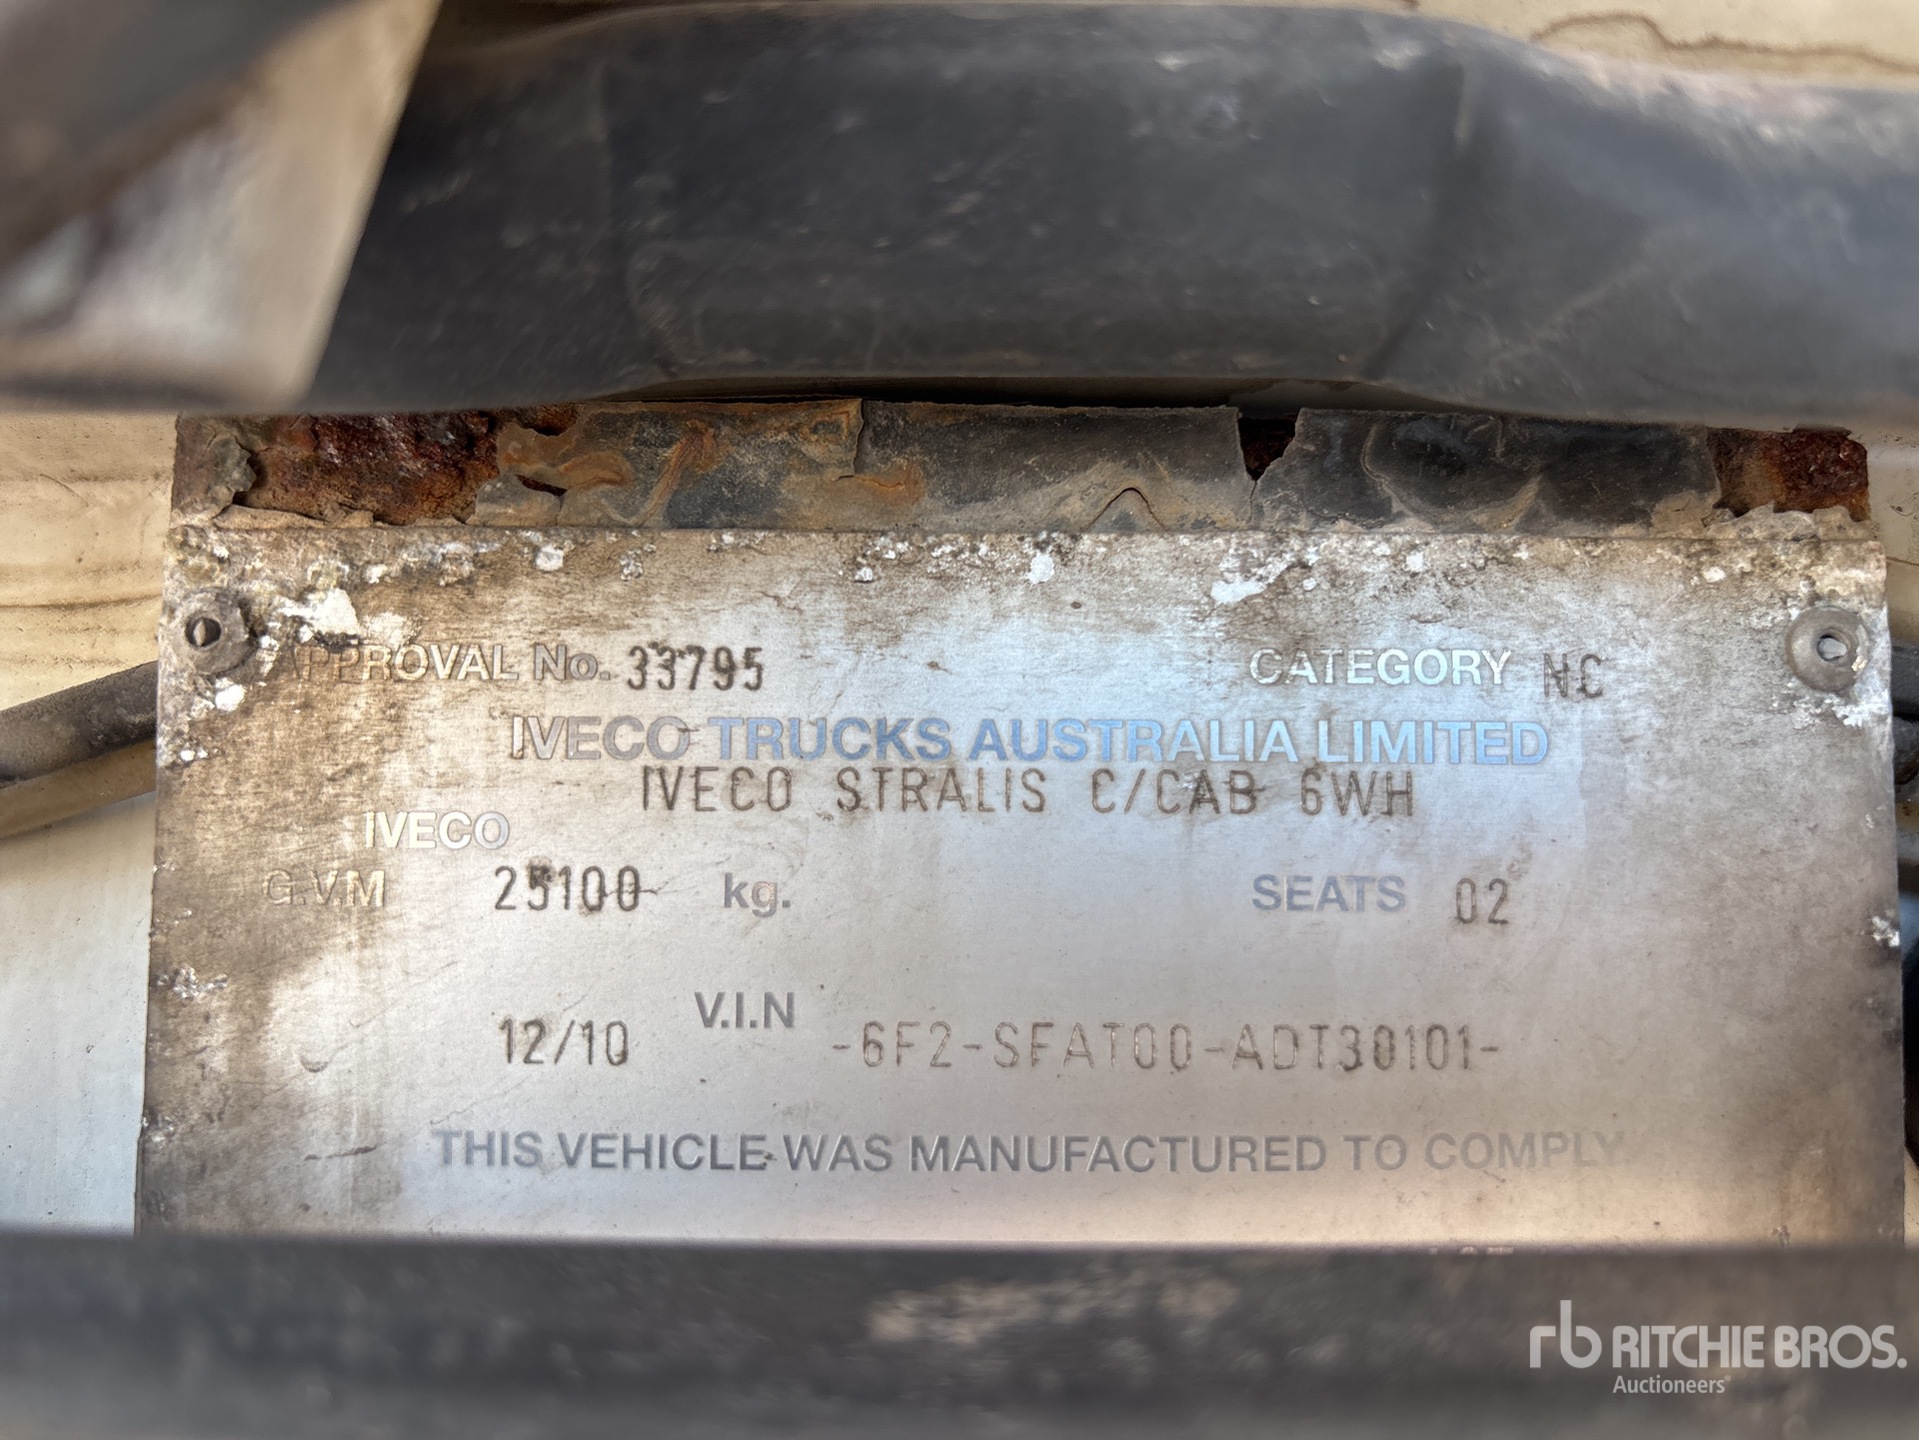 APPROVAL No. 33795 CATEGORY NC
IVECO TRUCKS AUSTRALIA LIMITED
IVECO STRALIS C/CAB 6WH
IVECO
G.V.M 25100 kg. SEATS 02
12/10 V.I.N -6F2-SFAT00-ADT30101-
THIS VEHICLE WAS MANUFACTURED TO COMPLY
rb RITCHIE BROS.
Auctioneers